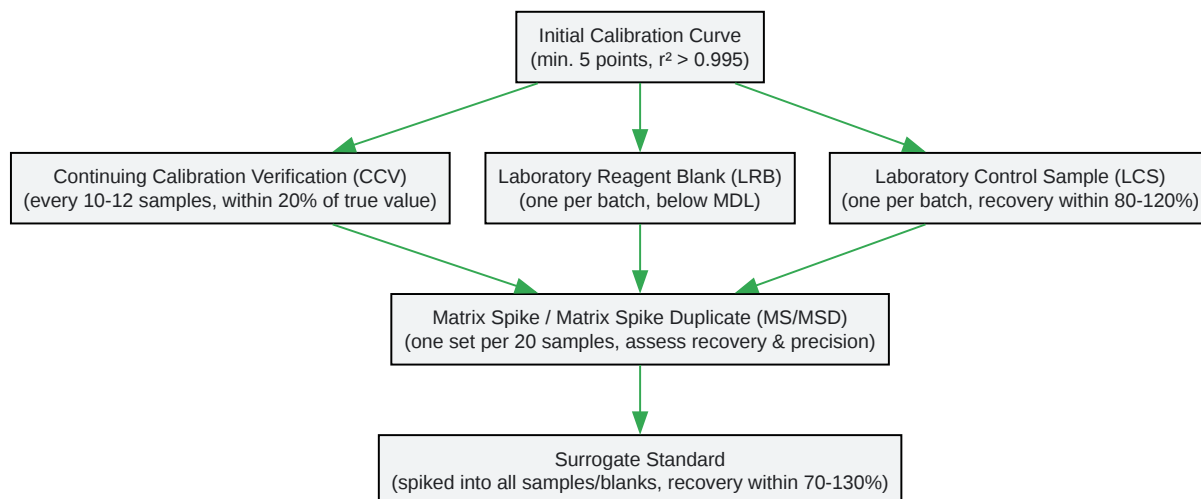 Initial Calibration Curve
(min. 5 points, r² > 0.995)
Continuing Calibration Verification (CCV)
(every 10-12 samples, within 20% of true value)
Laboratory Reagent Blank (LRB)
(one per batch, below MDL)
Laboratory Control Sample (LCS)
(one per batch, recovery within 80-120%)
Matrix Spike / Matrix Spike Duplicate (MS/MSD)
(one set per 20 samples, assess recovery & precision)
Surrogate Standard
(spiked into all samples/blanks, recovery within 70-130%)